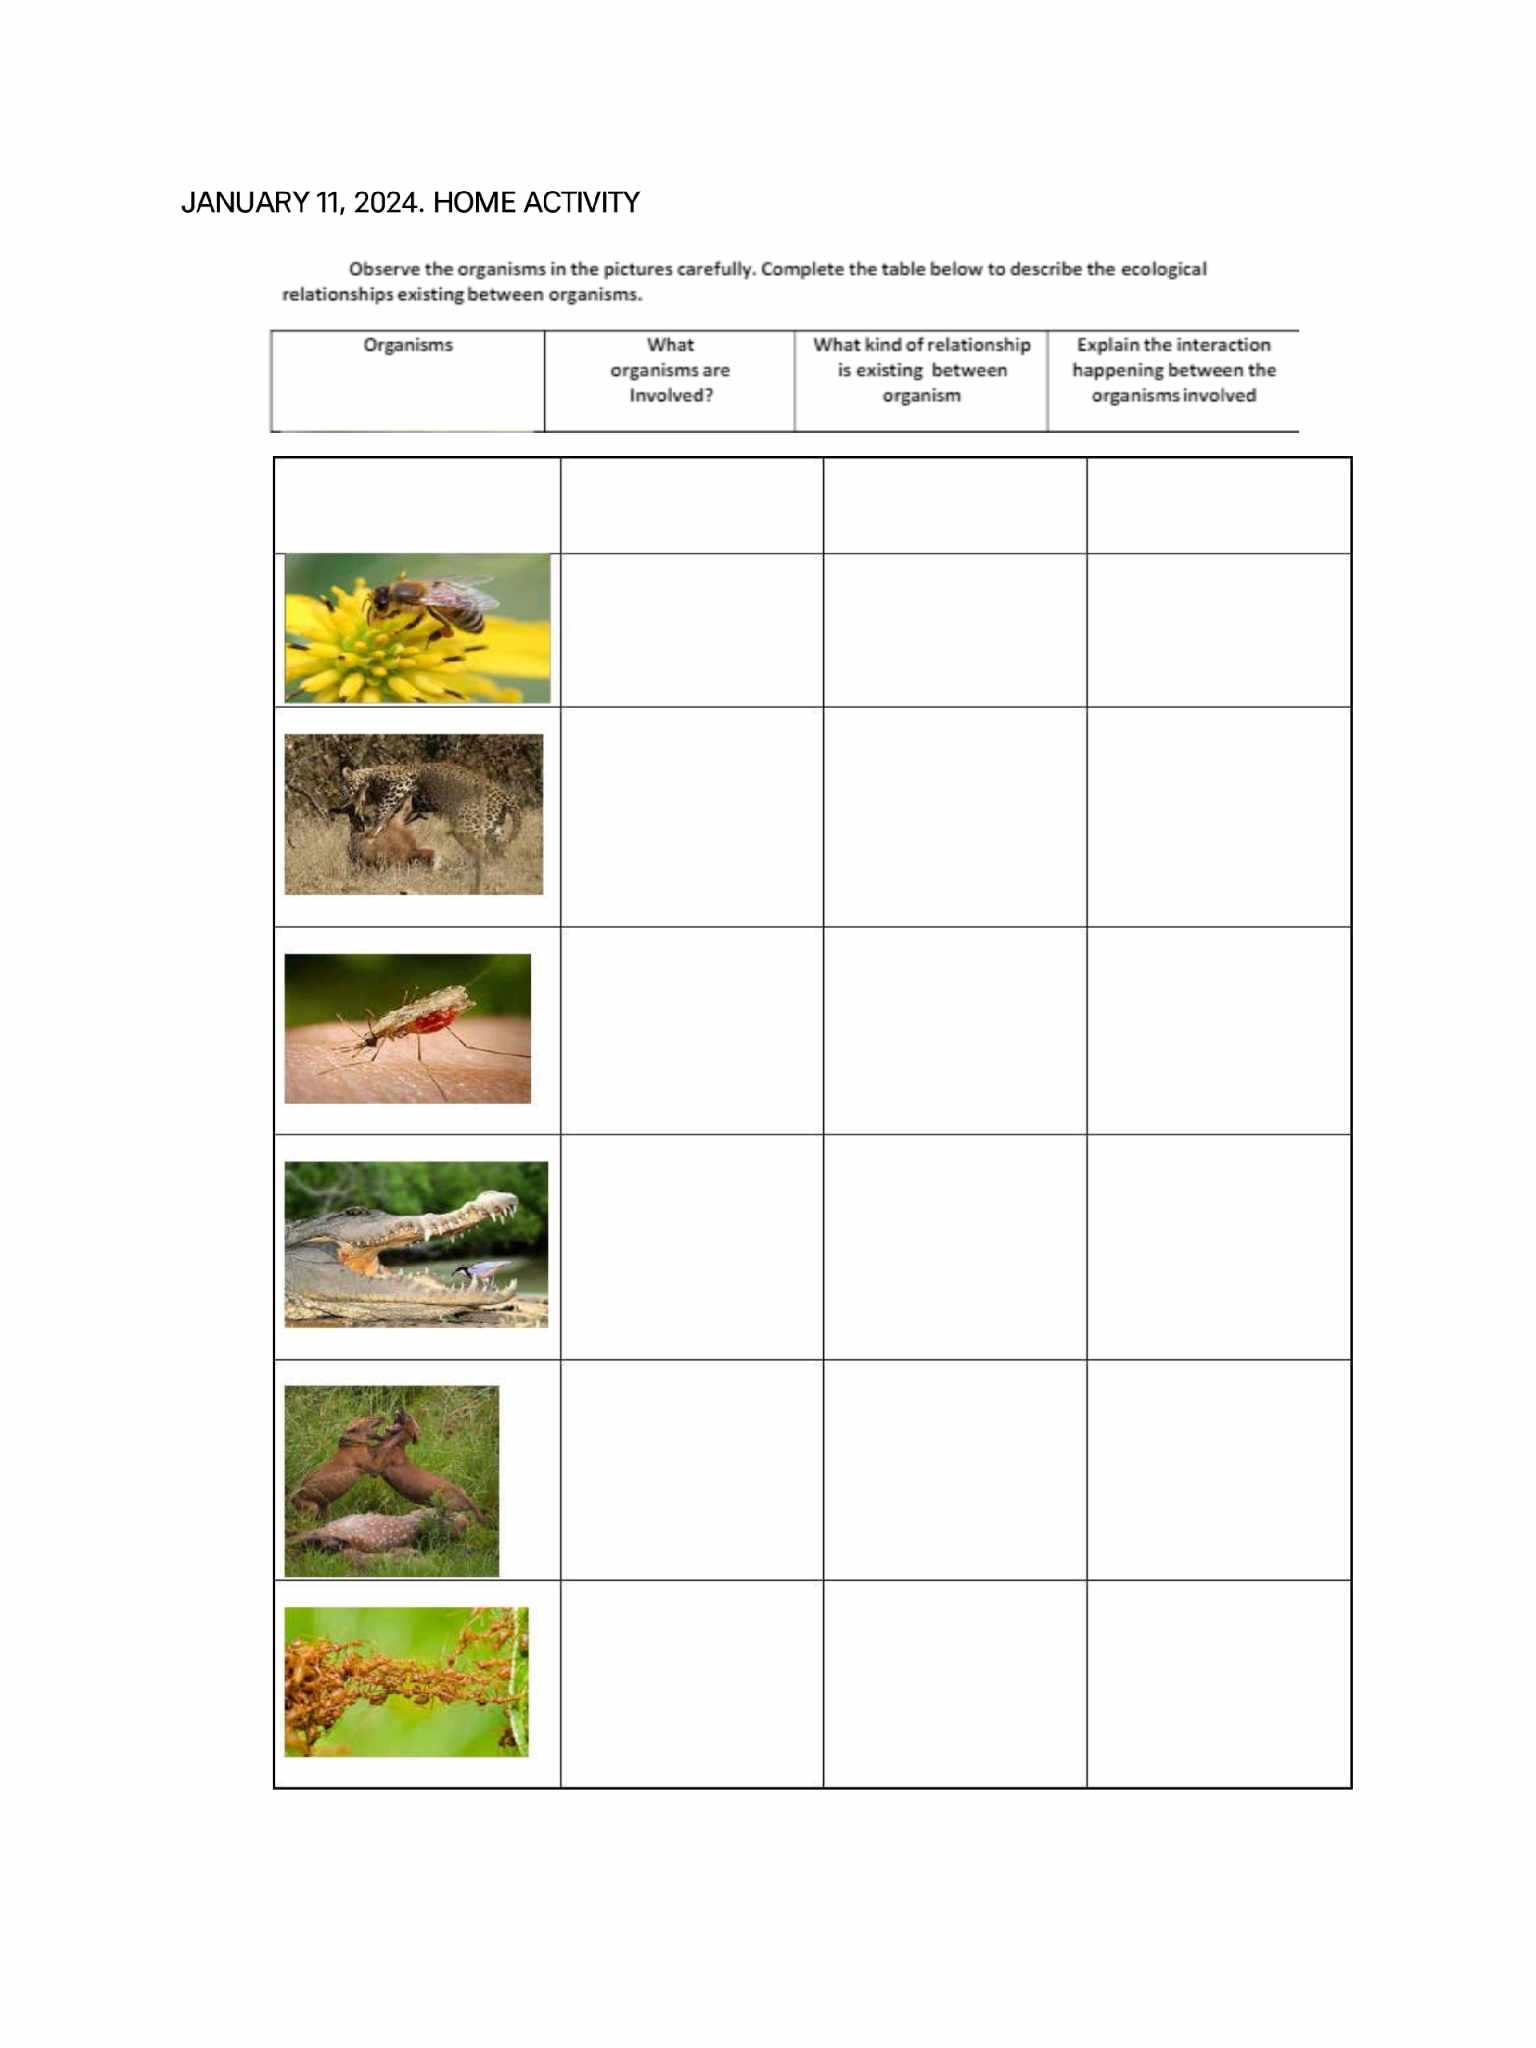 JANUARY 11, 2024. HOME ACTIVITY
Observe the organisms in the pictures carefully. Complete the table below to describe the ecological
relationships existing between organisms.
Organisms
What
organisms are
Involved?
What kind of relationship
is existing between
organism
Explain the interaction
happening between the
organisms involved